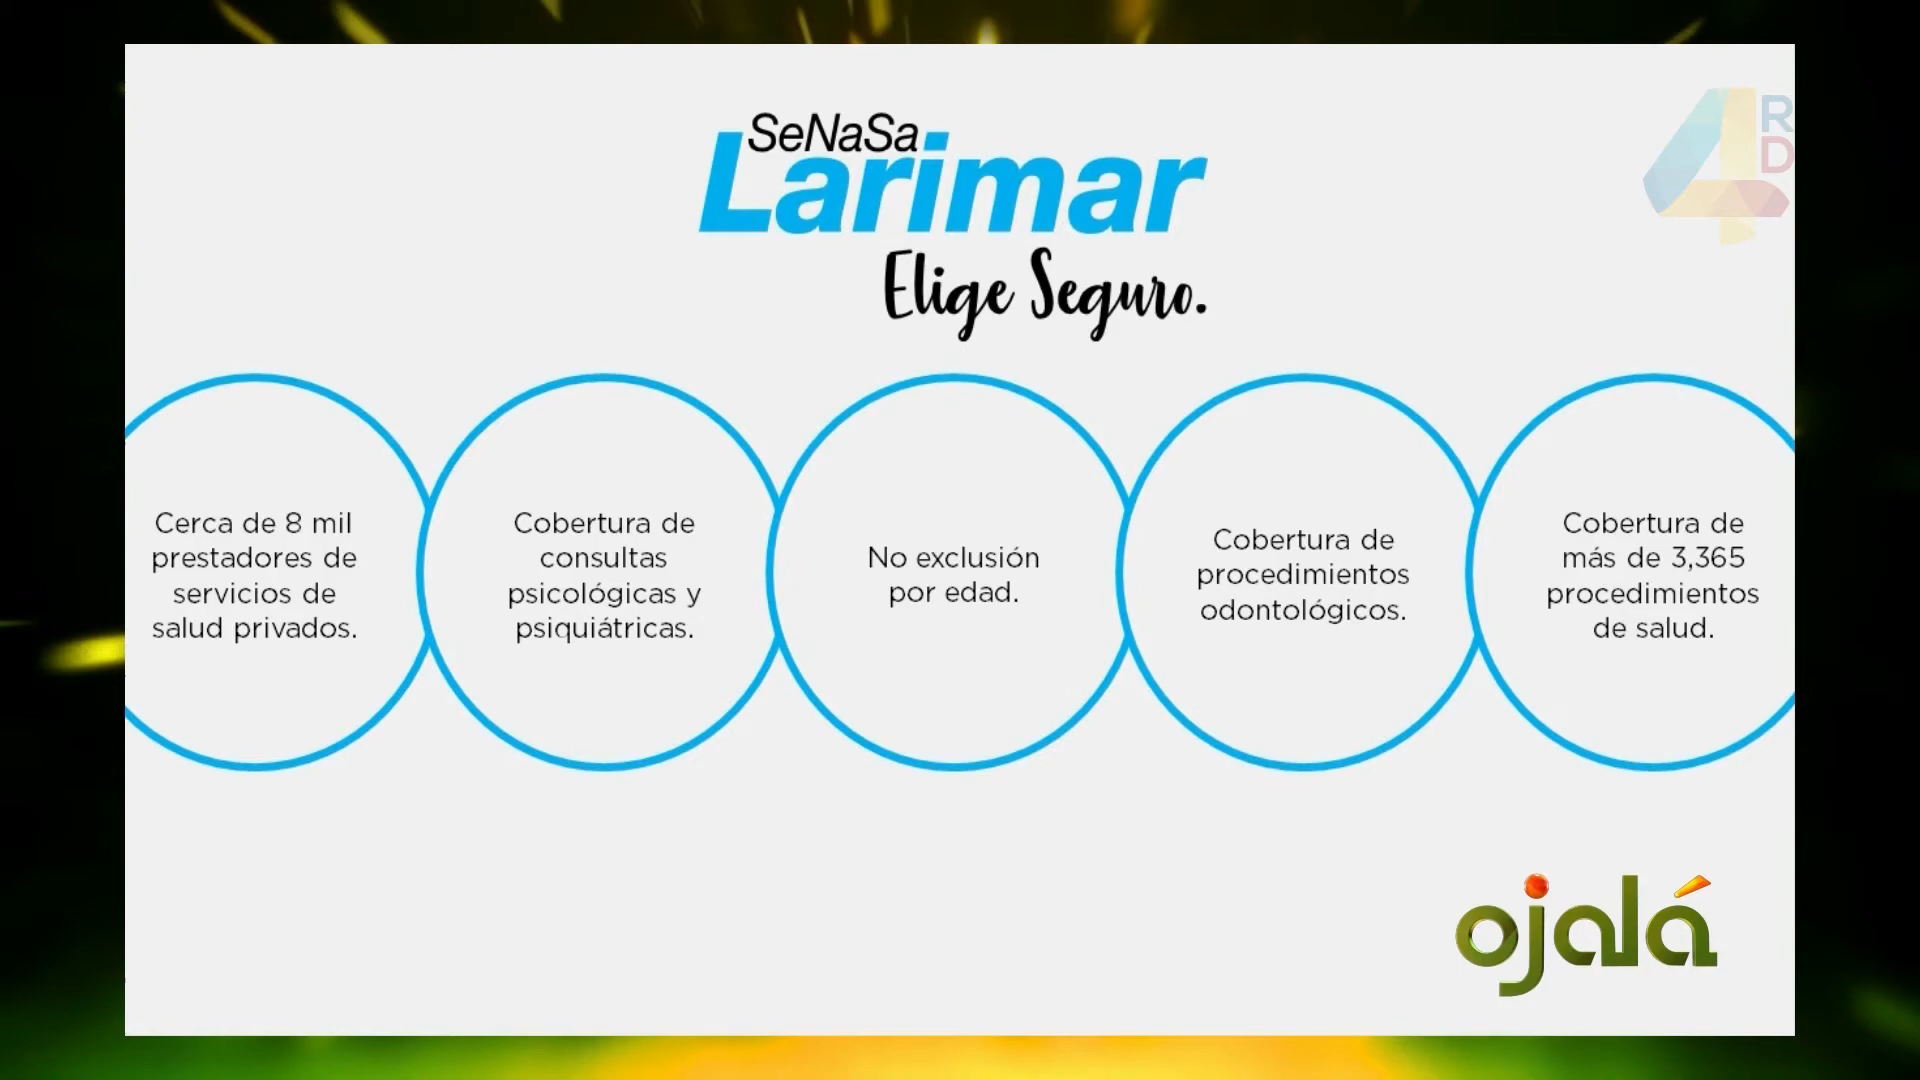 SeNaSa
Larimar
Elige Seguro.
4
R
D
Cerca de 8 mil
prestadores de
servicios de
salud privados.
Cobertura de
consultas
psicológicas y
psiquiátricas.
No exclusión
por edad.
Cobertura de
procedimientos
odontológicos.
Cobertura de
más de 3,365
procedimientos
de salud.
ojalá